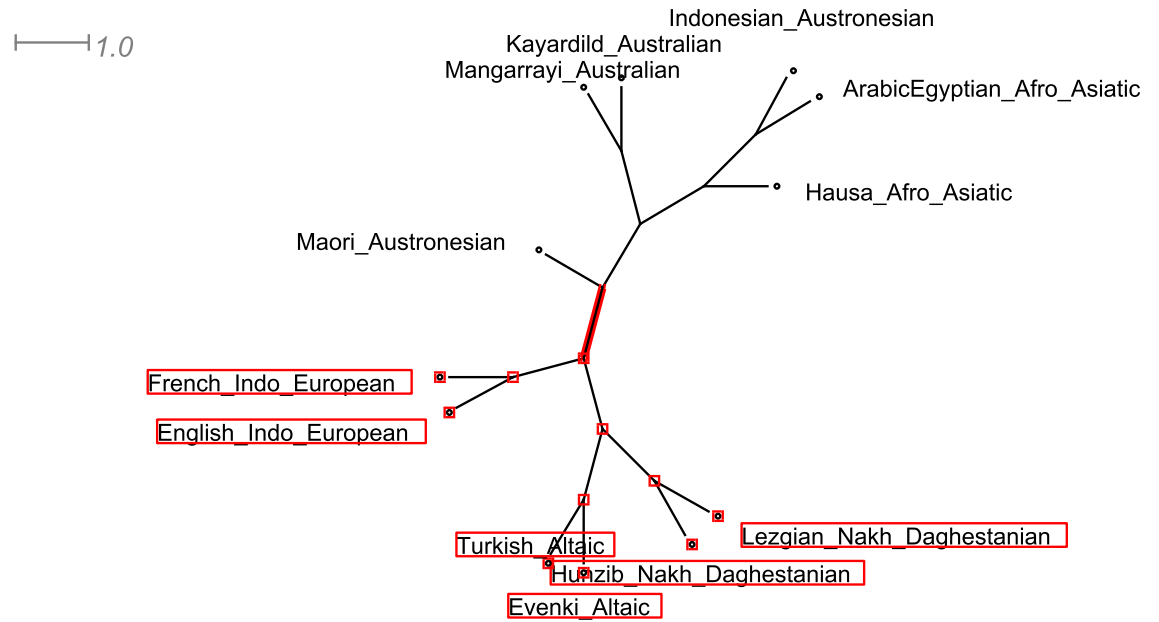 Indonesian_Austronesian
1.0
Kayardild_Australian
Mangarrayi_Australian
ArabicEgyptian_Afro_Asiatic
Hausa_Afro_Asiatic
Maori_Austronesian
French_Indo_European
English_Indo_European
Lezgian_Nakh_Daghestanian
Turkish_Altaic
Hunzib_Nakh_Daghestanian
Evenki_Altaic